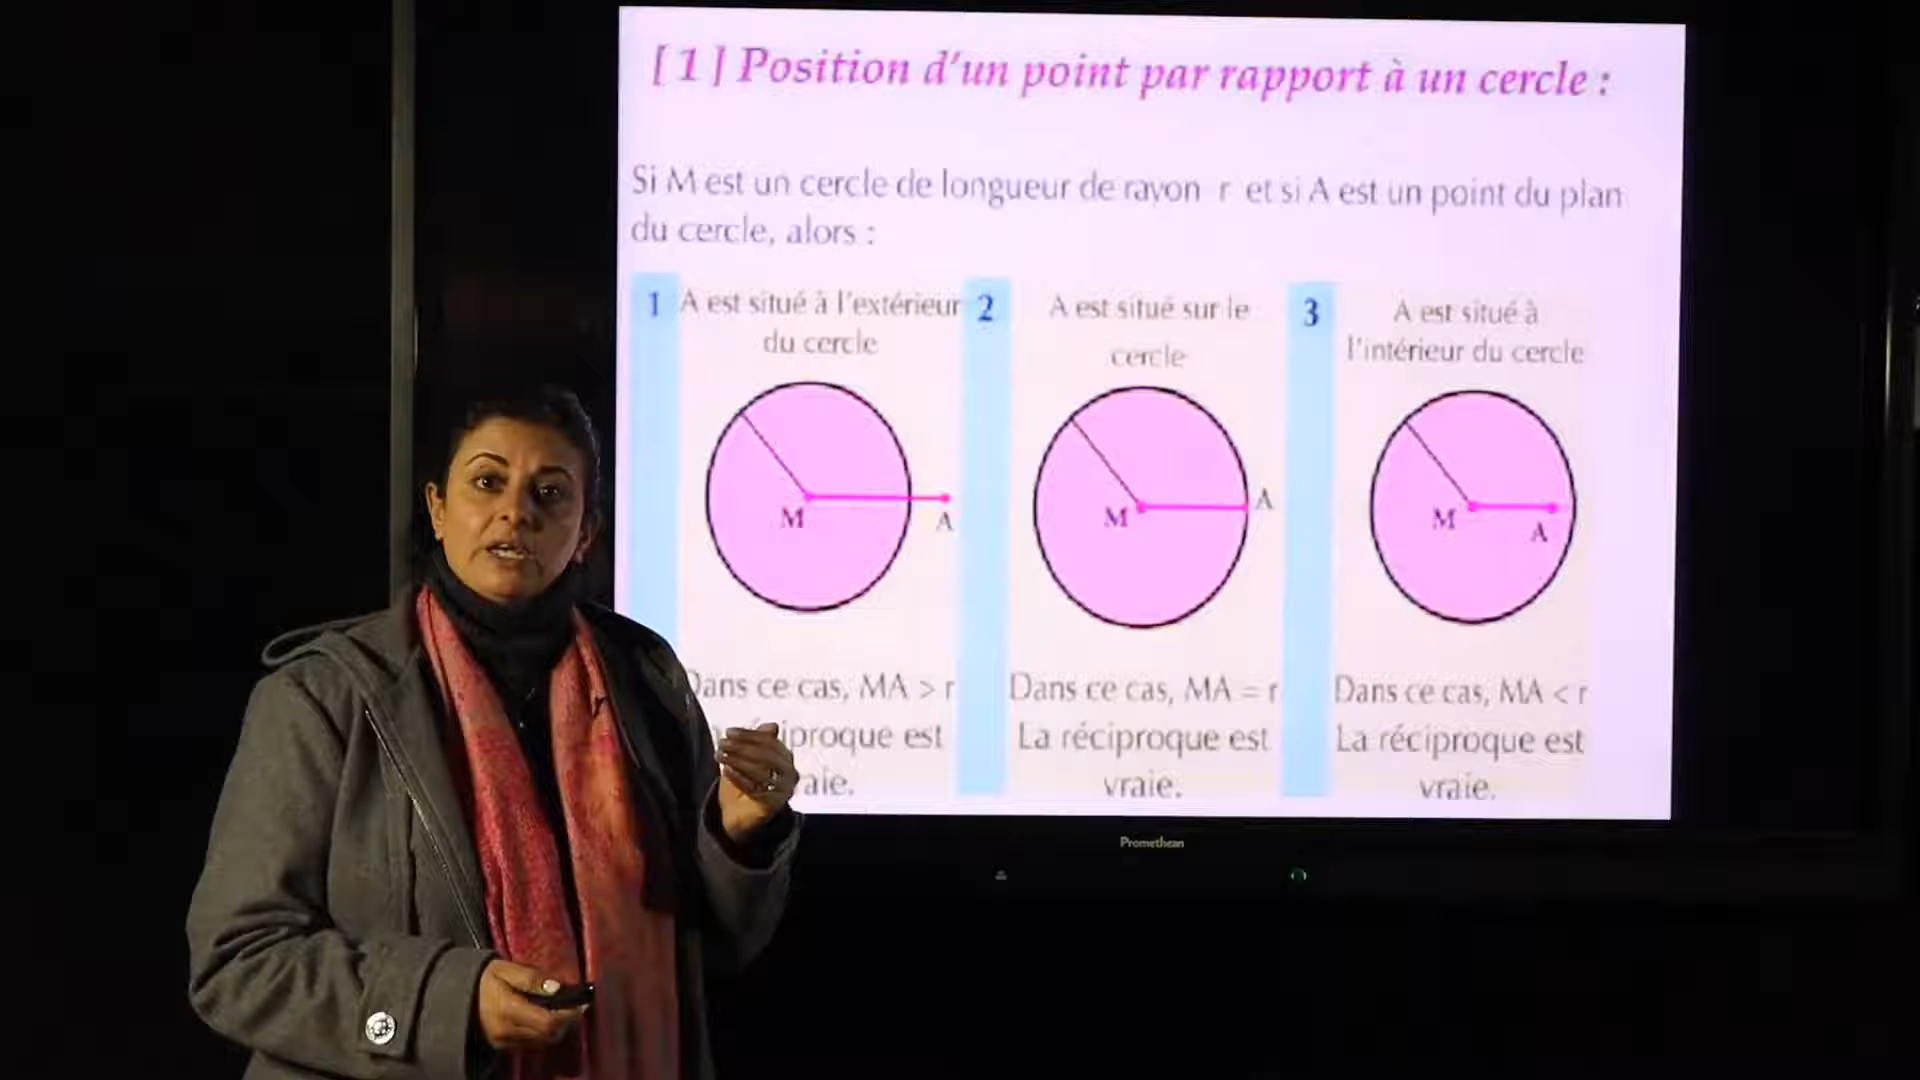 [ 1 ] Position d'un point par rapport à un cercle :
Si M est un cercle de longueur de rayon r et si A est un point du plan
du cercle, alors :
1 A est situé à l'extérieur
du cercle
M
A
Dans ce cas, MA > r
iproque est
aie.
2 A est situé sur le
cercle
M
A
Dans ce cas, MA = r
La réciproque est
vraie.
3 A est situé à
l'intérieur du cercle
M
A
Dans ce cas, MA < r
La réciproque est
vraie.
Promethean